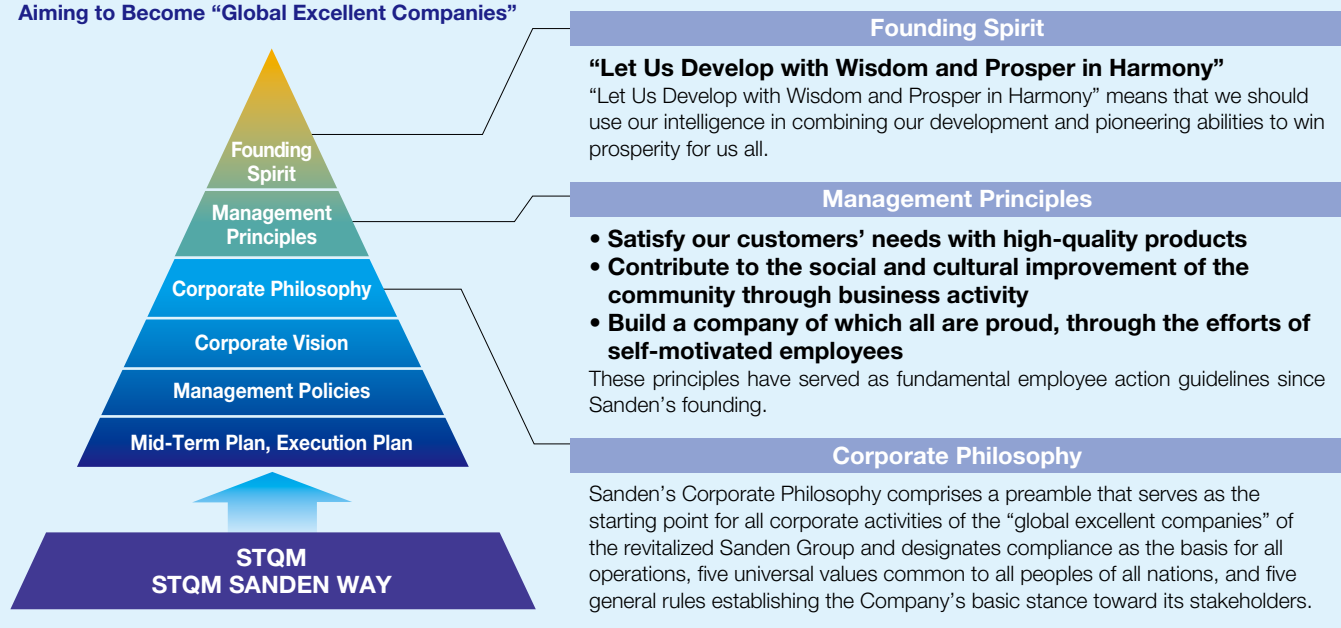 Aiming to Become “Global Excellent Companies”
Founding
Spirit
Management
Principles
Corporate Philosophy
Corporate Vision
Management Policies
Mid-Term Plan, Execution Plan
STQM
STQM SANDEN WAY
Founding Spirit
“Let Us Develop with Wisdom and Prosper in Harmony”
“Let Us Develop with Wisdom and Prosper in Harmony” means that we should
use our intelligence in combining our development and pioneering abilities to win
prosperity for us all.
Management Principles
• Satisfy our customers’ needs with high-quality products
• Contribute to the social and cultural improvement of the
community through business activity
• Build a company of which all are proud, through the efforts of
self-motivated employees
These principles have served as fundamental employee action guidelines since
Sanden’s founding.
Corporate Philosophy
Sanden’s Corporate Philosophy comprises a preamble that serves as the
starting point for all corporate activities of the “global excellent companies” of
the revitalized Sanden Group and designates compliance as the basis for all
operations, five universal values common to all peoples of all nations, and five
general rules establishing the Company’s basic stance toward its stakeholders.